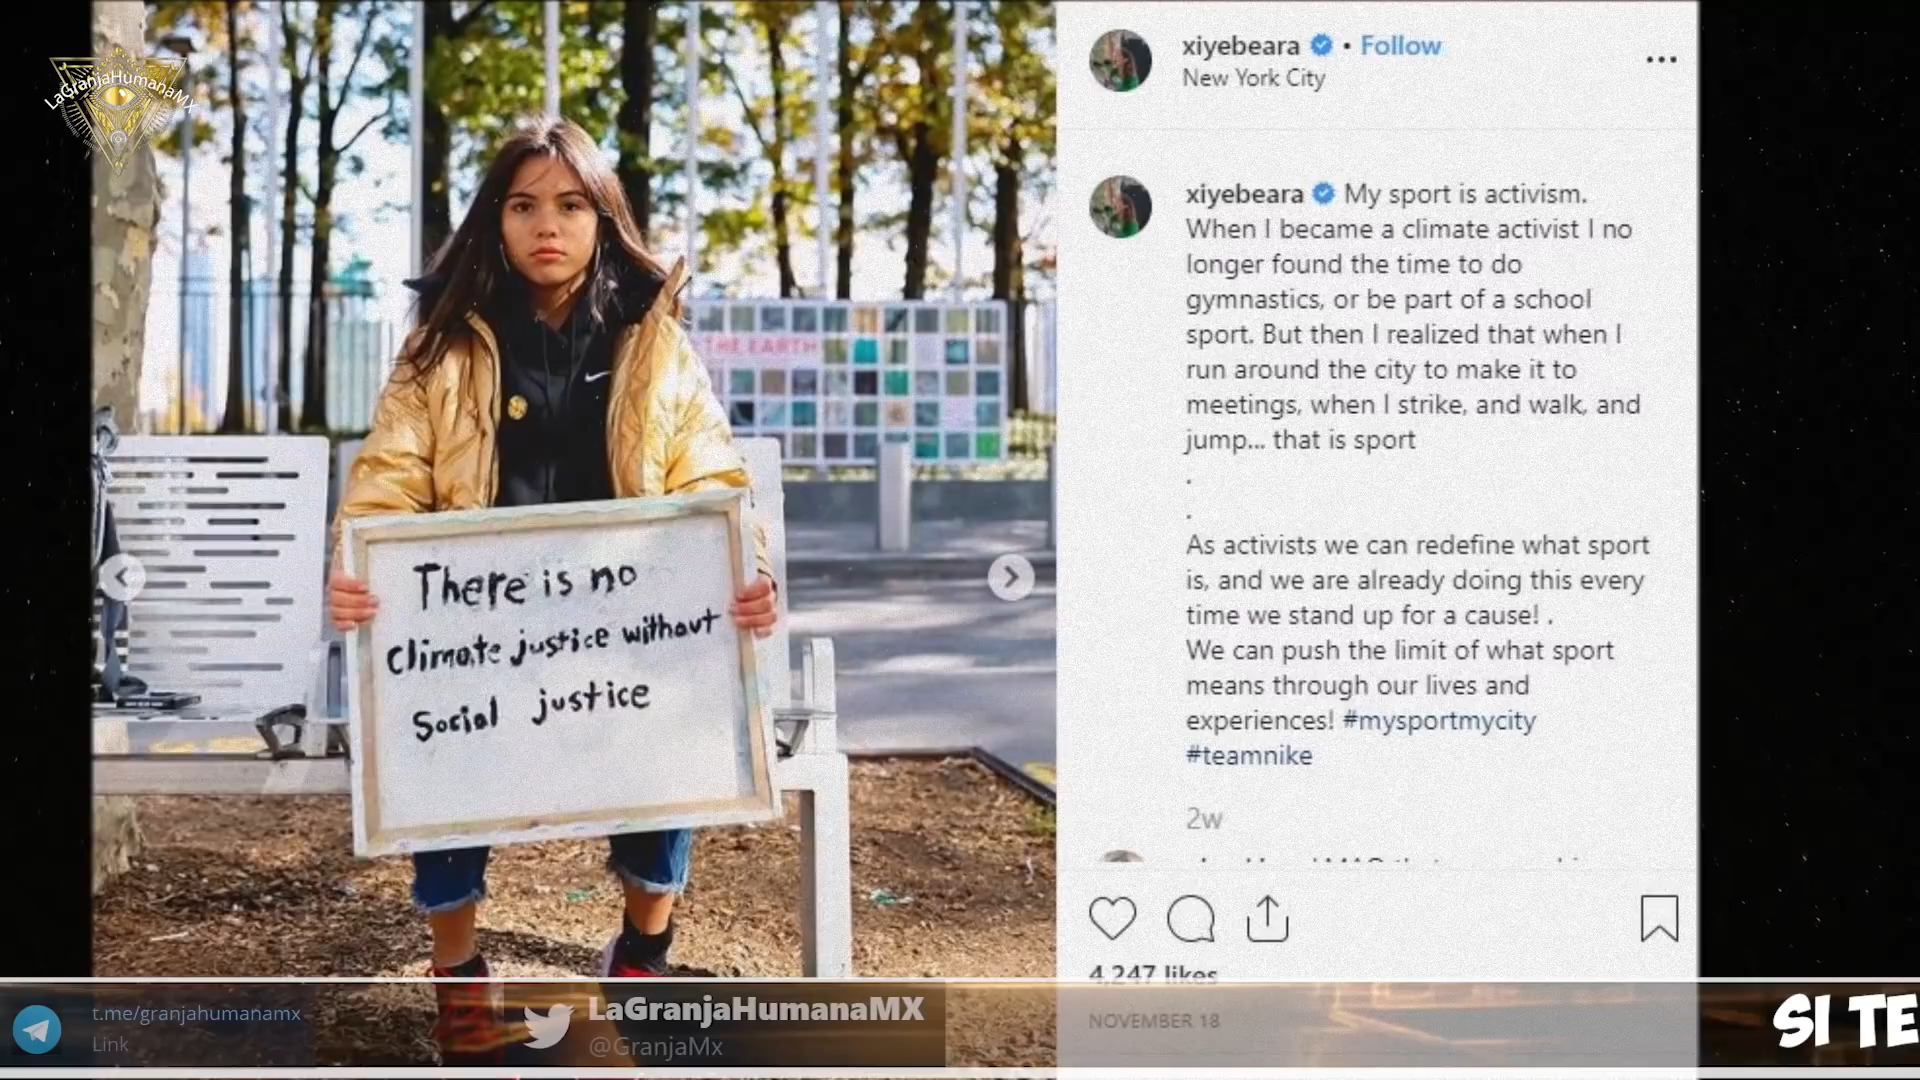 LaGranjaHumanaMX
THE EARTH
There is no
Climate justice without
Social justice
xiyebeara • Follow
New York City
xiyebeara My sport is activism.
When I became a climate activist I no
longer found the time to do
gymnastics, or be part of a school
sport. But then I realized that when I
run around the city to make it to
meetings, when I strike, and walk, and
jump... that is sport
.
.
As activists we can redefine what sport
is, and we are already doing this every
time we stand up for a cause! .
We can push the limit of what sport
means through our lives and
experiences! #mysportmycity
#teamnike
2w
4,247 likes
NOVEMBER 18
t.me/granjahumanamx
Link
LaGranjaHumanaMX
@GranjaMx
SI TE